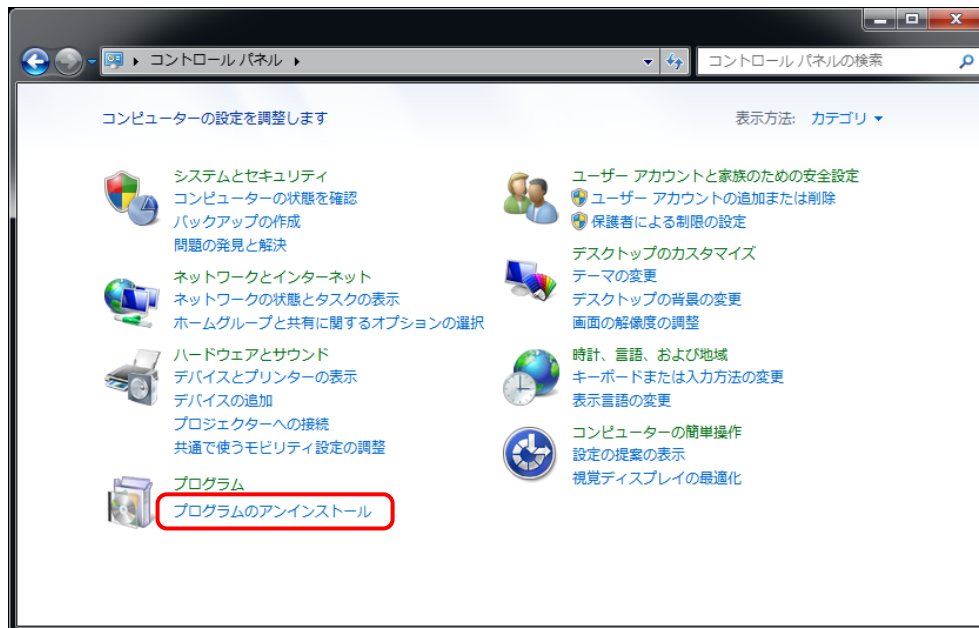 コントロール パネル
コントロール パネルの検索
コンピューターの設定を調整します
表示方法: カテゴリ
システムとセキュリティ
コンピューターの状態を確認
バックアップの作成
問題の発見と解決
ネットワークとインターネット
ネットワークの状態とタスクの表示
ホームグループと共有に関するオプションの選択
ハードウェアとサウンド
デバイスとプリンターの表示
デバイスの追加
プロジェクターへの接続
共通で使うモビリティ設定の調整
プログラム
プログラムのアンインストール
ユーザー アカウントと家族のための安全設定
ユーザー アカウントの追加または削除
保護者による制限の設定
デスクトップのカスタマイズ
テーマの変更
デスクトップの背景の変更
画面の解像度の調整
時計、言語、および地域
キーボードまたは入力方法の変更
表示言語の変更
コンピューターの簡単操作
設定の提案の表示
視覚ディスプレイの最適化